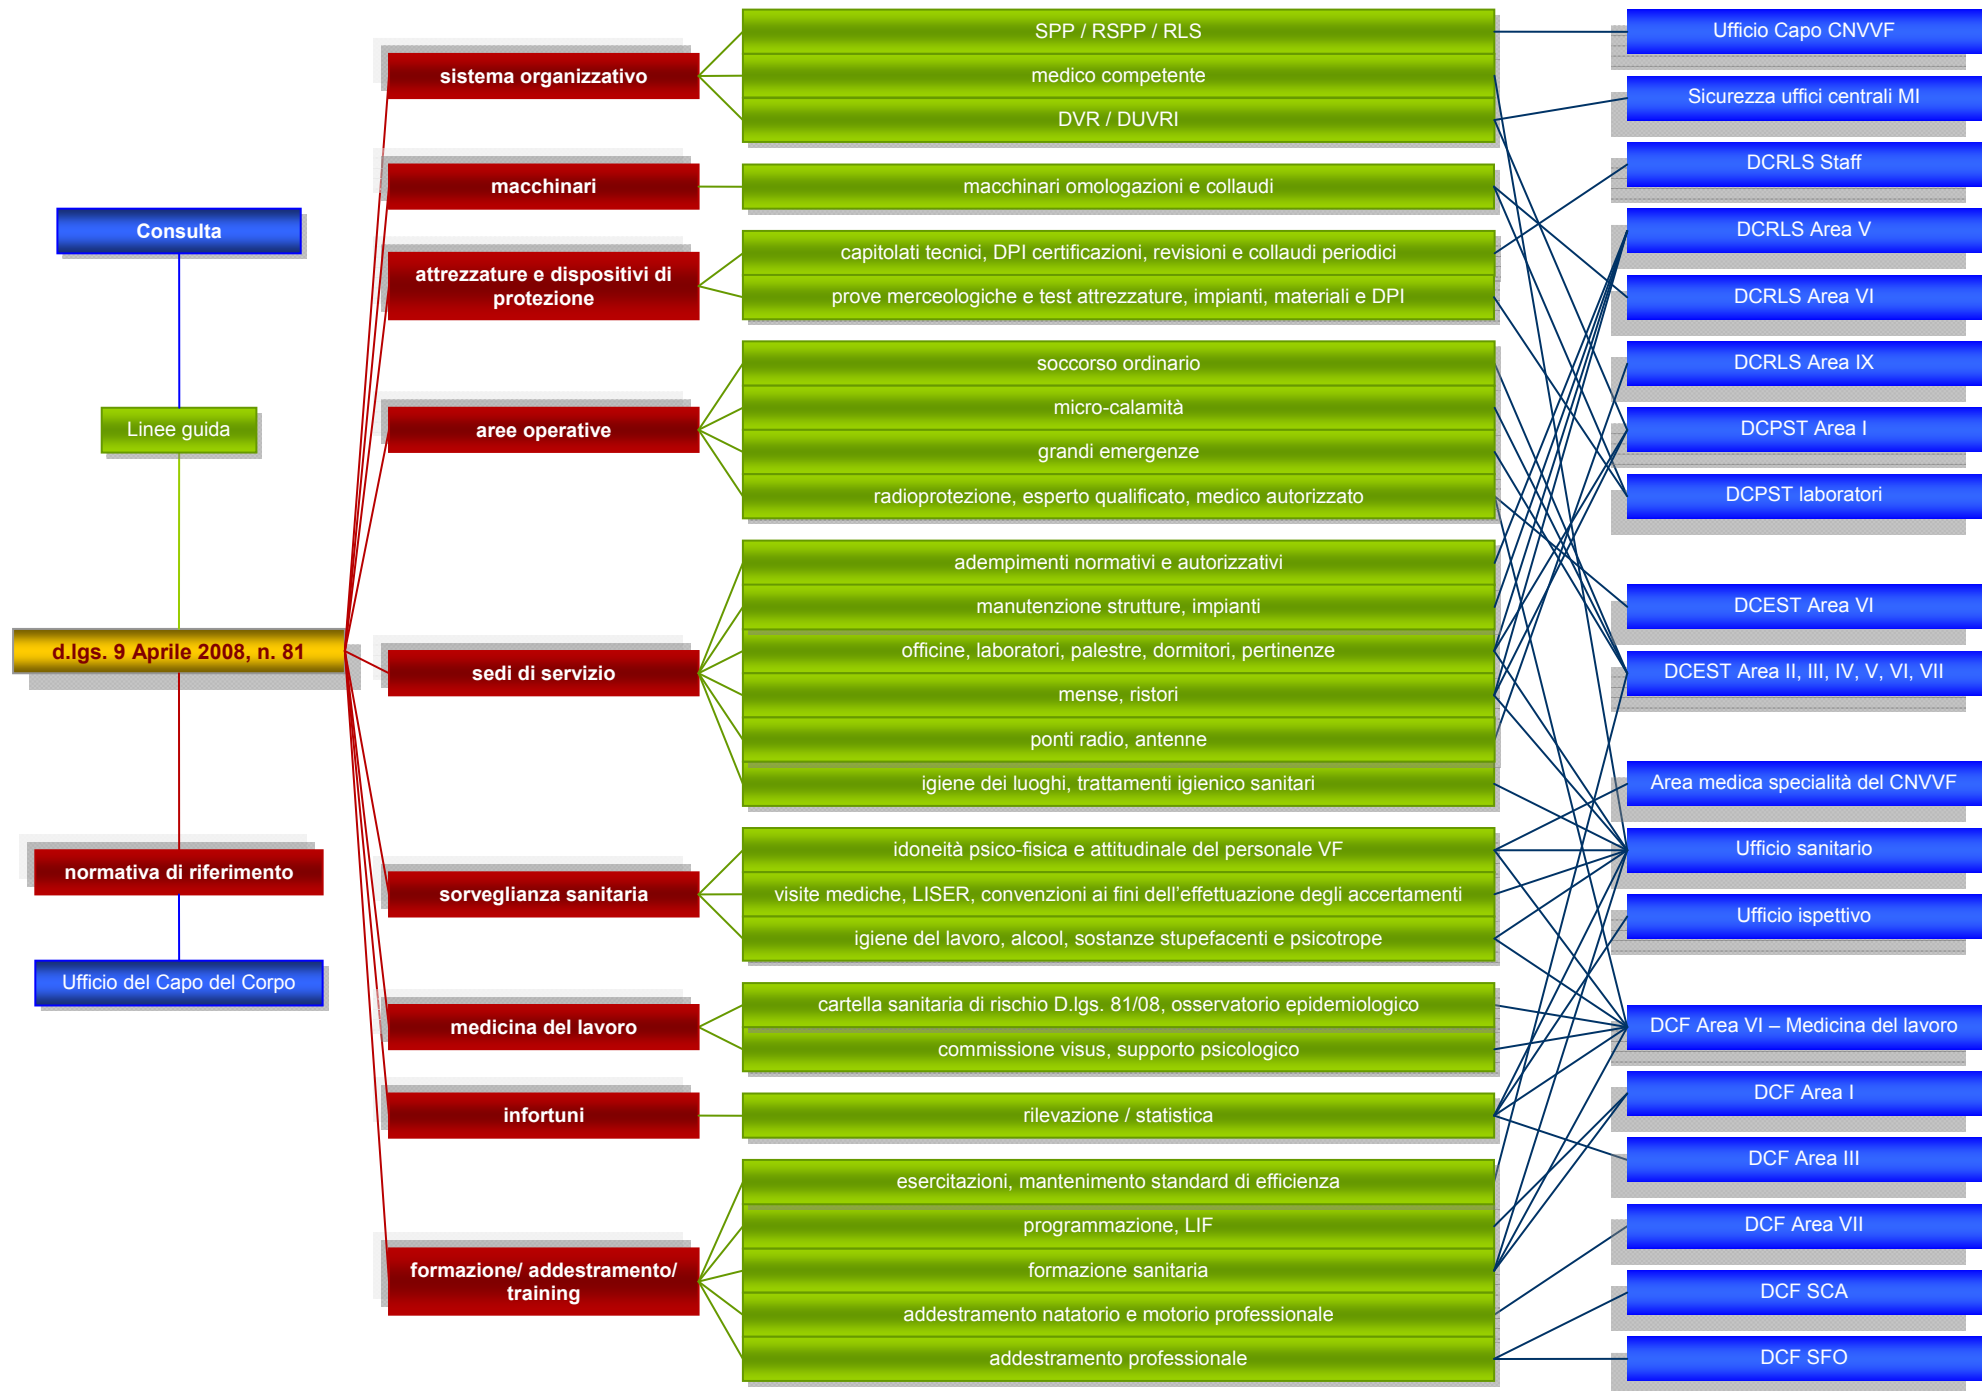 Consulta
Linee guida
d.lgs. 9 Aprile 2008, n. 81
normativa di riferimento
Ufficio del Capo del Corpo
sistema organizzativo
macchinari
attrezzature e dispositivi di
protezione
aree operative
sedi di servizio
sorveglianza sanitaria
medicina del lavoro
infortuni
formazione/ addestramento/
training
SPP / RSPP / RLS
medico competente
DVR / DUVRI
macchinari omologazioni e collaudi
capitolati tecnici, DPI certificazioni, revisioni e collaudi periodici
prove merceologiche e test attrezzature, impianti, materiali e DPI
soccorso ordinario
micro-calamità
grandi emergenze
radioprotezione, esperto qualificato, medico autorizzato
adempimenti normativi e autorizzativi
manutenzione strutture, impianti
officine, laboratori, palestre, dormitori, pertinenze
mense, ristori
ponti radio, antenne
igiene dei luoghi, trattamenti igienico sanitari
idoneità psico-fisica e attitudinale del personale VF
visite mediche, LISER, convenzioni ai fini dell’effettuazione degli accertamenti
igiene del lavoro, alcool, sostanze stupefacenti e psicotrope
cartella sanitaria di rischio D.lgs. 81/08, osservatorio epidemiologico
commissione visus, supporto psicologico
rilevazione / statistica
esercitazioni, mantenimento standard di efficienza
programmazione, LIF
formazione sanitaria
addestramento natatorio e motorio professionale
addestramento professionale
Ufficio Capo CNVVF
Sicurezza uffici centrali MI
DCRLS Staff
DCRLS Area V
DCRLS Area VI
DCRLS Area IX
DCPST Area I
DCPST laboratori
DCEST Area VI
DCEST Area II, III, IV, V, VI, VII
Area medica specialità del CNVVF
Ufficio sanitario
Ufficio ispettivo
DCF Area VI – Medicina del lavoro
DCF Area I
DCF Area III
DCF Area VII
DCF SCA
DCF SFO